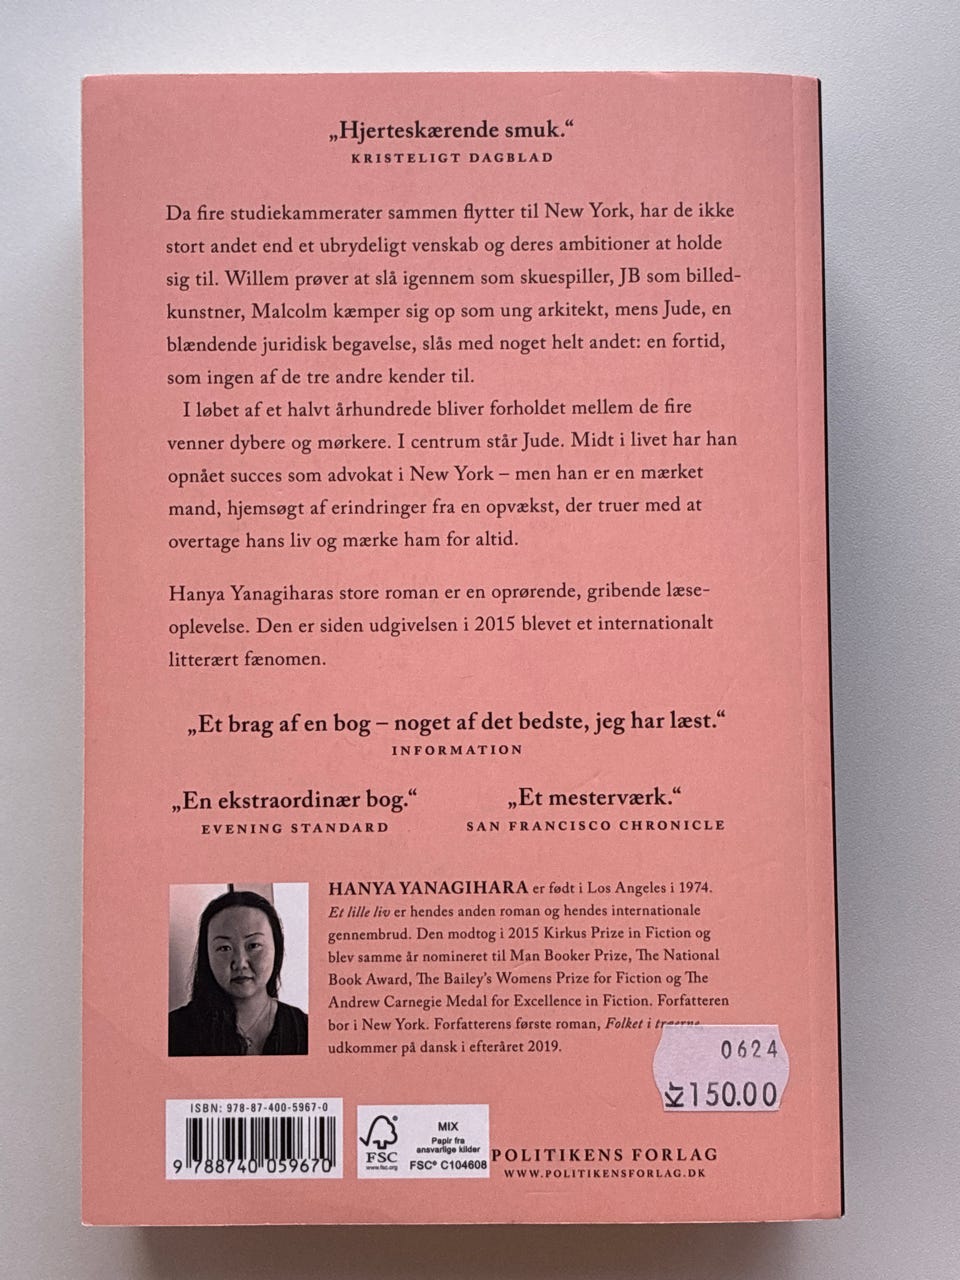 „Hjerteskærende smuk.“
KRISTELIGT DAGBLAD
Da fire studiekammerater sammen flytter til New York, har de ikke
stort andet end et ubrydeligt venskab og deres ambitioner at holde
sig til. Willem prøver at slå igennem som skuespiller, JB som billed-
kunstner, Malcolm kæmper sig op som ung arkitekt, mens Jude, en
blændende juridisk begavelse, slås med noget helt andet: en fortid,
som ingen af de tre andre kender til.
I løbet af et halvt århundrede bliver forholdet mellem de fire
venner dybere og mørkere. I centrum står Jude. Midt i livet har han
opnået succes som advokat i New York – men han er en mærket
mand, hjemsøgt af erindringer fra en opvækst, der truer med at
overtage hans liv og mærke ham for altid.
Hanya Yanagiharas store roman er en oprørende, gribende læse-
oplevelse. Den er siden udgivelsen i 2015 blevet et internationalt
litterært fænomen.
„Et brag af en bog – noget af det bedste, jeg har læst.“
INFORMATION
„En ekstraordinær bog.“
EVENING STANDARD
„Et mesterværk.“
SAN FRANCISCO CHRONICLE
HANYA YANAGIHARA er født i Los Angeles i 1974.
Et lille liv er hendes anden roman og hendes internationale
gennembrud. Den modtog i 2015 Kirkus Prize in Fiction og
blev samme år nomineret til Man Booker Prize, The National
Book Award, The Bailey's Womens Prize for Fiction og The
Andrew Carnegie Medal for Excellence in Fiction. Forfatteren
bor i New York. Forfatterens første roman, Folket i træerne,
udkommer på dansk i efteråret 2019.
0624
Kr 150.00
ISBN: 978-87-400-5967-0
9 788740 059670
FSC
www.fsc.org
MIX
Papir fra
ansvarlige kilder
FSC® C104608
POLITIKENS FORLAG
WWW.POLITIKENSFORLAG.DK